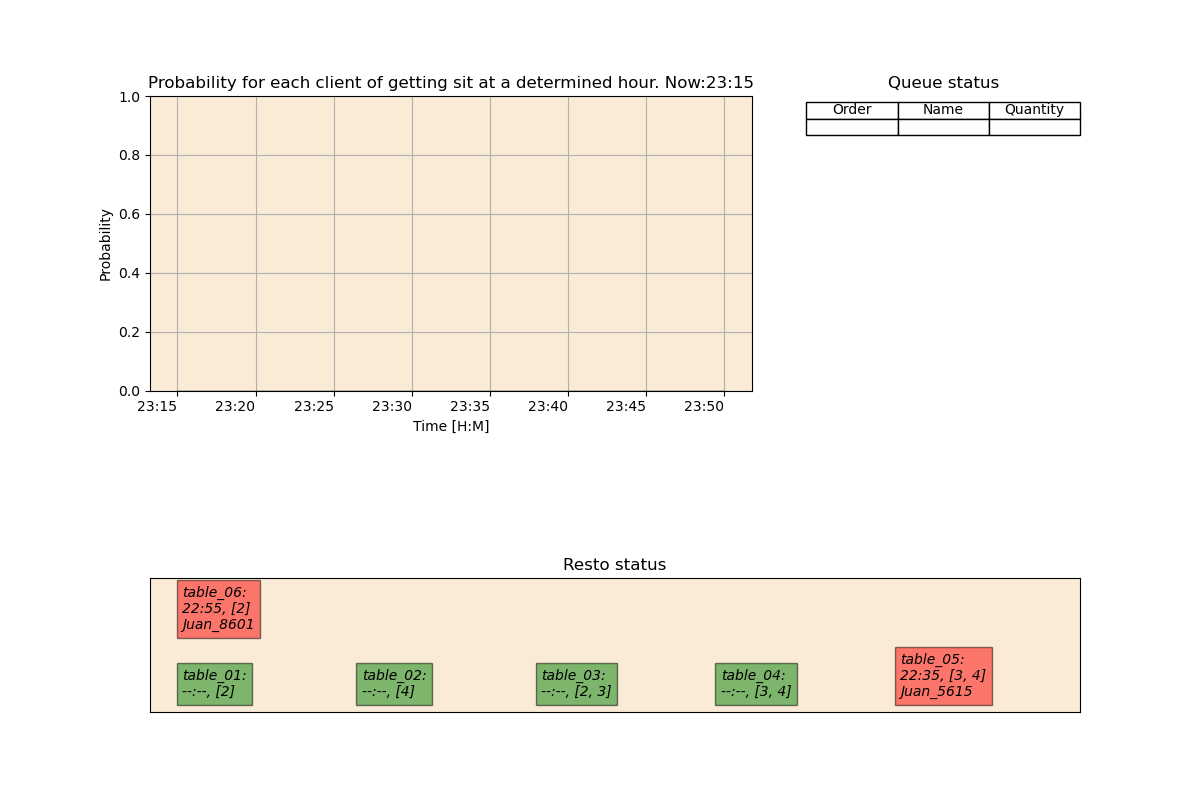 Probability for each client of getting sit at a determined hour. Now:23:15
1.0
0.8
0.6
0.4
0.2
0.0
Probability
23:15 23:20 23:25 23:30 23:35 23:40 23:45 23:50
Time [H:M]
Queue status
Order Name Quantity
Resto status
table_06:
22:55, [2]
Juan_8601
table_01:
--:--, [2]
table_02:
--:--, [4]
table_03:
--:--, [2, 3]
table_04:
--:--, [3, 4]
table_05:
22:35, [3, 4]
Juan_5615